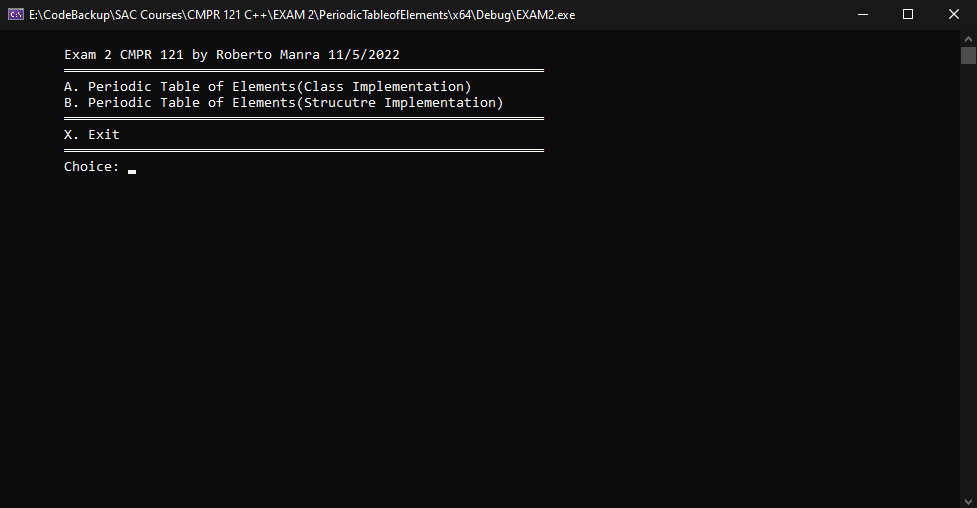 E:\CodeBackup\SAC Courses\CMPR 121 C++\EXAM 2\PeriodicTableofElements\x64\Debug\EXAM2.exe
Exam 2 CMPR 121 by Roberto Manra 11/5/2022
A. Periodic Table of Elements(Class Implementation)
B. Periodic Table of Elements(Strucutre Implementation)
X. Exit
Choice: